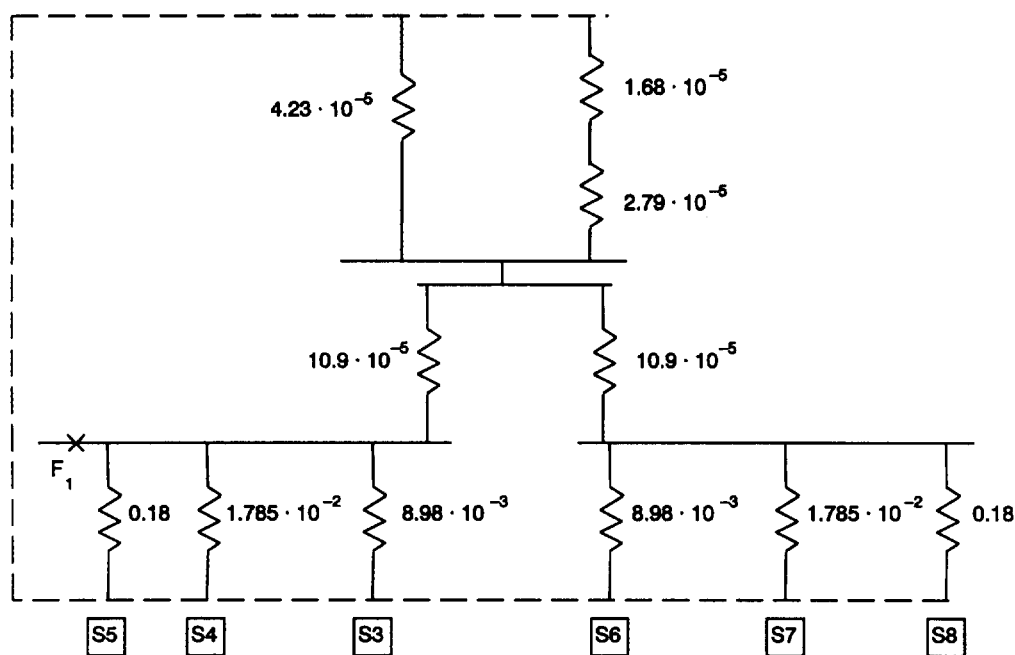 4.23 · 10⁻⁵
1.68 · 10⁻⁵
2.79 · 10⁻⁵
10.9 · 10⁻⁵
10.9 · 10⁻⁵
F₁
0.18
1.785 · 10⁻²
8.98 · 10⁻³
8.98 · 10⁻³
1.785 · 10⁻²
0.18
S5
S4
S3
S6
S7
S8